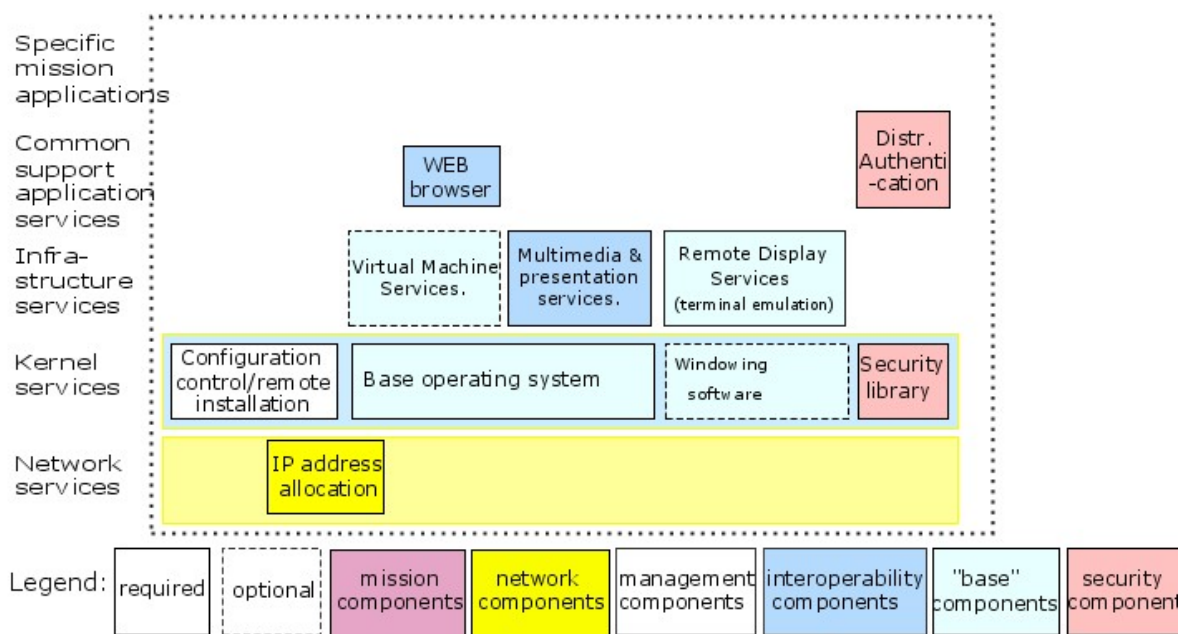 Specific
mission
applications
Common
support
application
services
WEB
browser
Distr.
Authenti
-cation
Infra-
structure
services
Virtual Machine
Services.
Multimedia &
presentation
services.
Remote Display
Services
(terminal emulation)
Kernel
services
Configuration
control/remote
installation
Base operating system
Windowing
software
Security
library
Network
services
IP address
allocation
Legend:
required
optional
mission
components
network
components
management
components
interoperability
components
"base"
components
security
component